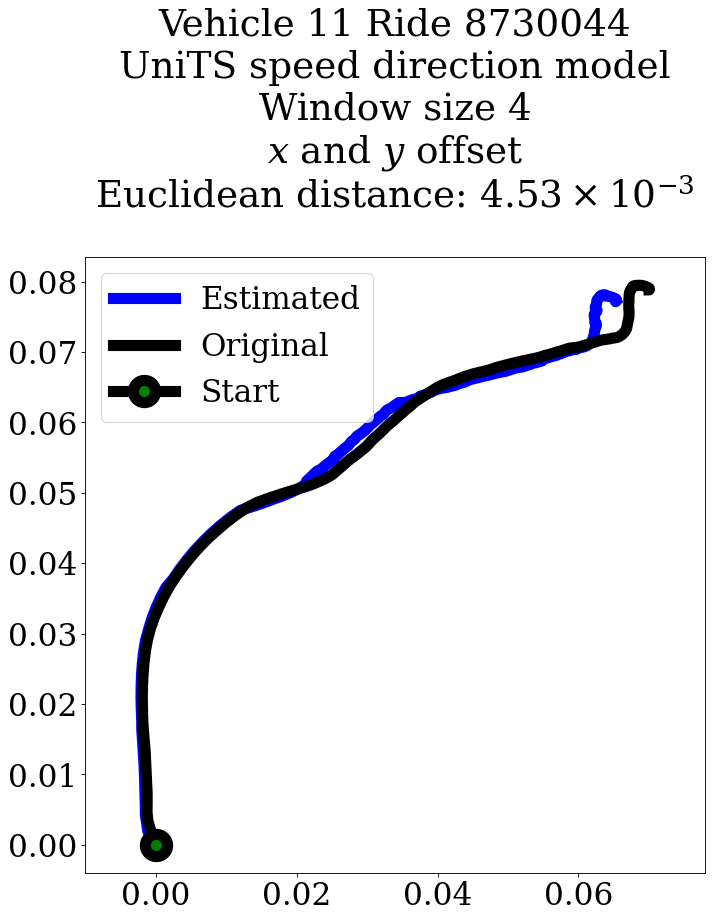 Vehicle 11 Ride 8730044
UniTS speed direction model
Window size 4
x and y offset
Euclidean distance: 4.53 × 10⁻³
Estimated
Original
Start
0.08
0.07
0.06
0.05
0.04
0.03
0.02
0.01
0.00
0.00 0.02 0.04 0.06